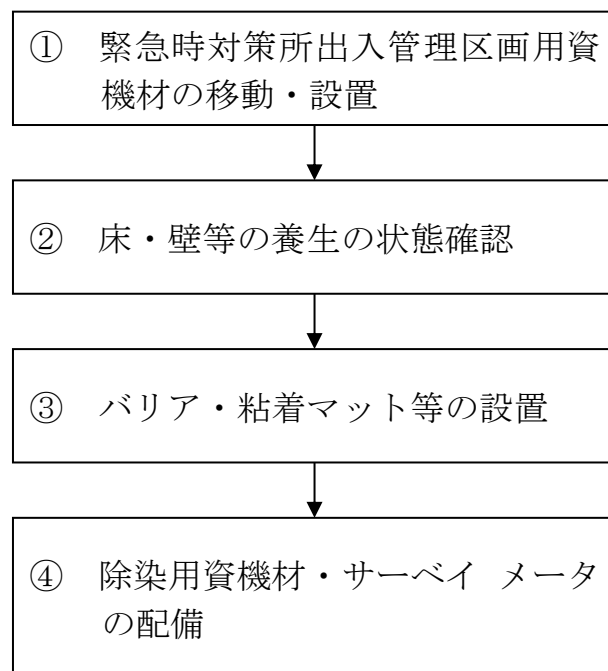 ① 緊急時対策所出入管理区画用資
機材の移動・設置
② 床・壁等の養生の状態確認
③ バリア・粘着マット等の設置
④ 除染用資機材・サーベイ メータ
の配備